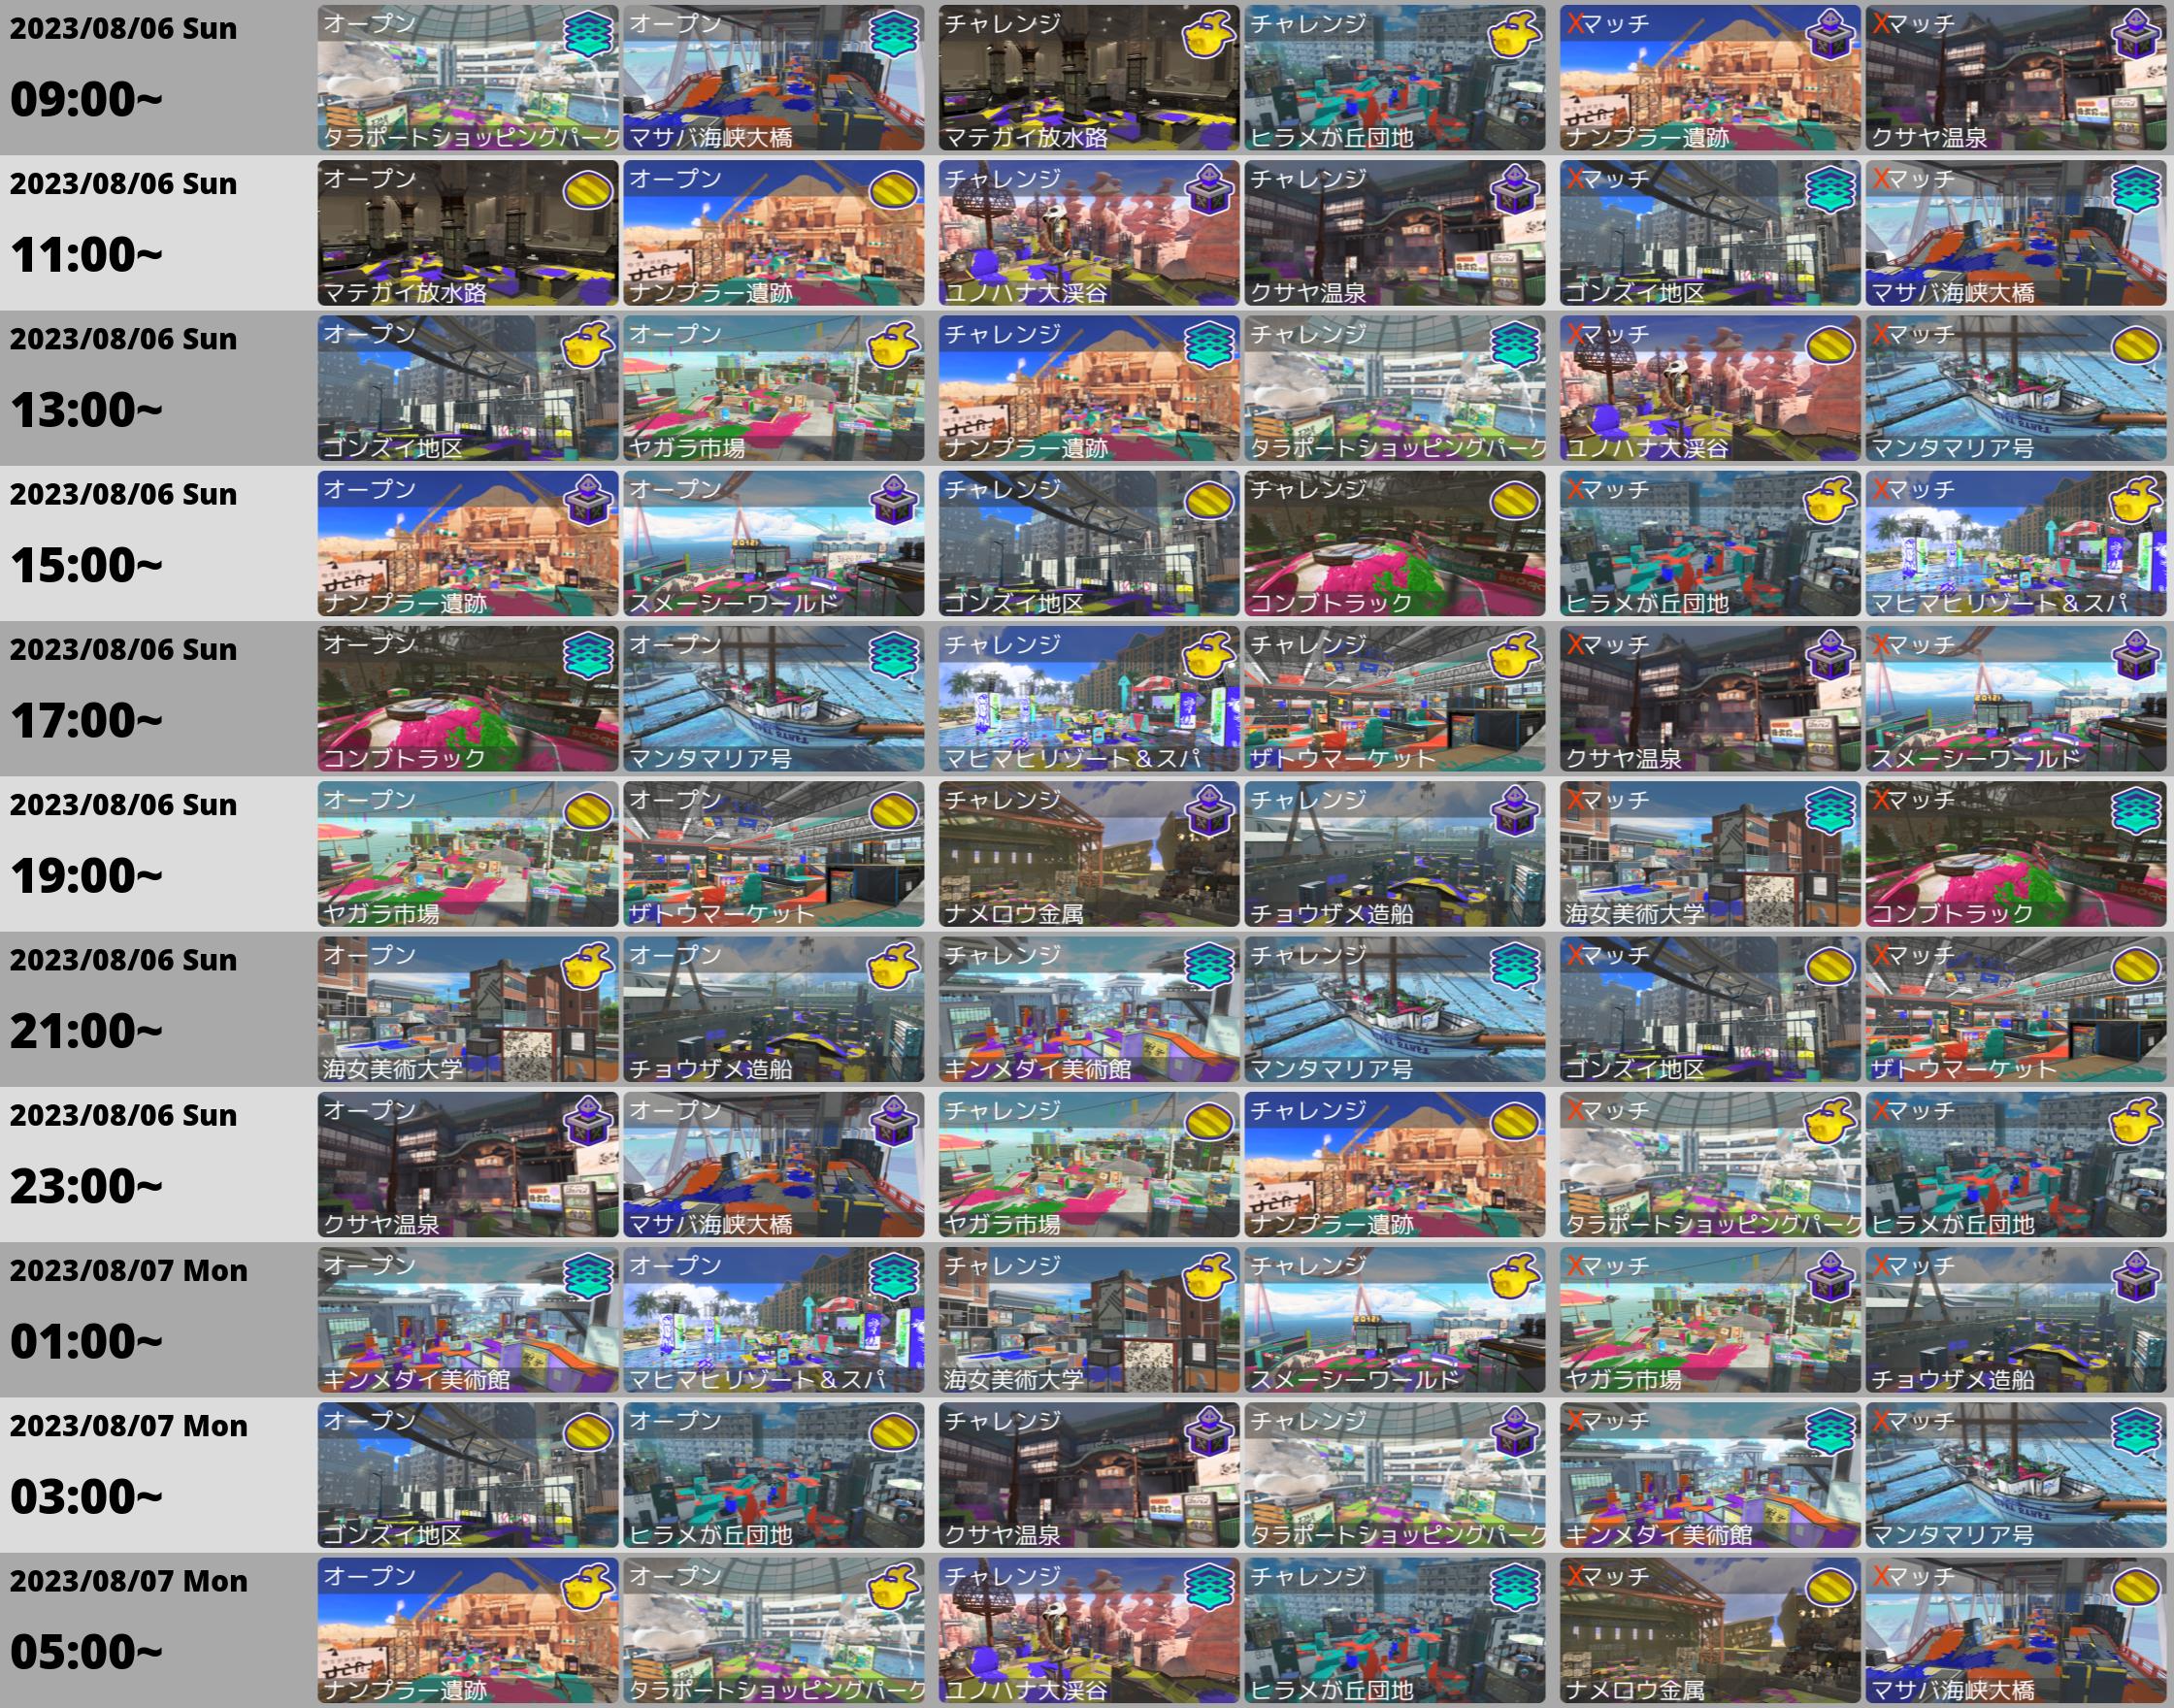 2023/08/06 Sun
09:00~
オープン オープン チャレンジ チャレンジ Xマッチ Xマッチ
タラポートショッピングパーク マサバ海峡大橋 マテガイ放水路 ヒラメが丘団地 ナンプラー遺跡 クサヤ温泉
2023/08/06 Sun
11:00~
オープン オープン チャレンジ チャレンジ Xマッチ Xマッチ
マテガイ放水路 ナンプラー遺跡 ユノハナ大渓谷 クサヤ温泉 ゴンズイ地区 マサバ海峡大橋
2023/08/06 Sun
13:00~
オープン オープン チャレンジ チャレンジ Xマッチ Xマッチ
ゴンズイ地区 ヤガラ市場 ナンプラー遺跡 タラポートショッピングパーク ユノハナ大渓谷 マンタマリア号
2023/08/06 Sun
15:00~
オープン オープン チャレンジ チャレンジ Xマッチ Xマッチ
ナンプラー遺跡 スメーシーワールド ゴンズイ地区 コンブトラック ヒラメが丘団地 マヒマヒリゾート＆スパ
2023/08/06 Sun
17:00~
オープン オープン チャレンジ チャレンジ Xマッチ Xマッチ
コンブトラック マンタマリア号 マヒマヒリゾート＆スパ ザトウマーケット クサヤ温泉 スメーシーワールド
2023/08/06 Sun
19:00~
オープン オープン チャレンジ チャレンジ Xマッチ Xマッチ
ヤガラ市場 ザトウマーケット ナメロウ金属 チョウザメ造船 海女美術大学 コンブトラック
2023/08/06 Sun
21:00~
オープン オープン チャレンジ チャレンジ Xマッチ Xマッチ
海女美術大学 チョウザメ造船 キンメダイ美術館 マンタマリア号 ゴンズイ地区 ザトウマーケット
2023/08/06 Sun
23:00~
オープン オープン チャレンジ チャレンジ Xマッチ Xマッチ
クサヤ温泉 マサバ海峡大橋 ヤガラ市場 ナンプラー遺跡 タラポートショッピングパーク ヒラメが丘団地
2023/08/07 Mon
01:00~
オープン オープン チャレンジ チャレンジ Xマッチ Xマッチ
キンメダイ美術館 マヒマヒリゾート＆スパ 海女美術大学 スメーシーワールド ヤガラ市場 チョウザメ造船
2023/08/07 Mon
03:00~
オープン オープン チャレンジ チャレンジ Xマッチ Xマッチ
ゴンズイ地区 ヒラメが丘団地 クサヤ温泉 タラポートショッピングパーク キンメダイ美術館 マンタマリア号
2023/08/07 Mon
05:00~
オープン オープン チャレンジ チャレンジ Xマッチ Xマッチ
ナンプラー遺跡 タラポートショッピングパーク ユノハナ大渓谷 ヒラメが丘団地 ナメロウ金属 マサバ海峡大橋